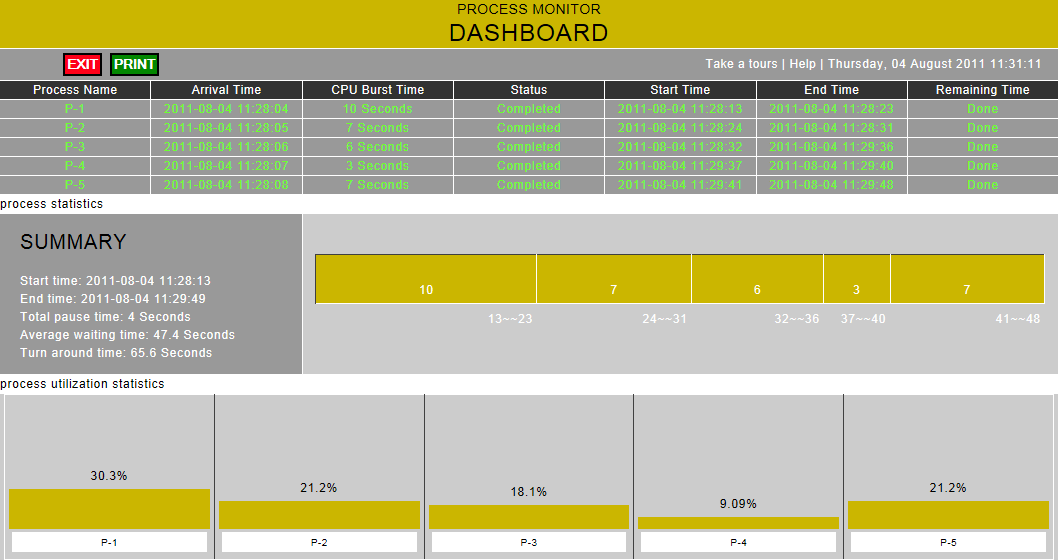 PROCESS MONITOR
DASHBOARD
EXIT PRINT Take a tours | Help | Thursday, 04 August 2011 11:31:11
Process Name Arrival Time CPU Burst Time Status Start Time End Time Remaining Time
P-1 2011-08-04 11:28:04 10 Seconds Completed 2011-08-04 11:28:13 2011-08-04 11:28:23 Done
P-2 2011-08-04 11:28:05 7 Seconds Completed 2011-08-04 11:28:24 2011-08-04 11:28:31 Done
P-3 2011-08-04 11:28:06 6 Seconds Completed 2011-08-04 11:28:32 2011-08-04 11:29:36 Done
P-4 2011-08-04 11:28:07 3 Seconds Completed 2011-08-04 11:29:37 2011-08-04 11:29:40 Done
P-5 2011-08-04 11:28:08 7 Seconds Completed 2011-08-04 11:29:41 2011-08-04 11:29:48 Done
process statistics
SUMMARY
Start time: 2011-08-04 11:28:13
End time: 2011-08-04 11:29:49
Total pause time: 4 Seconds
Average waiting time: 47.4 Seconds
Turn around time: 65.6 Seconds
10 7 6 3 7
13~~23 24~~31 32~~36 37~~40 41~~48
process utilization statistics
30.3% 21.2% 18.1% 9.09% 21.2%
P-1 P-2 P-3 P-4 P-5